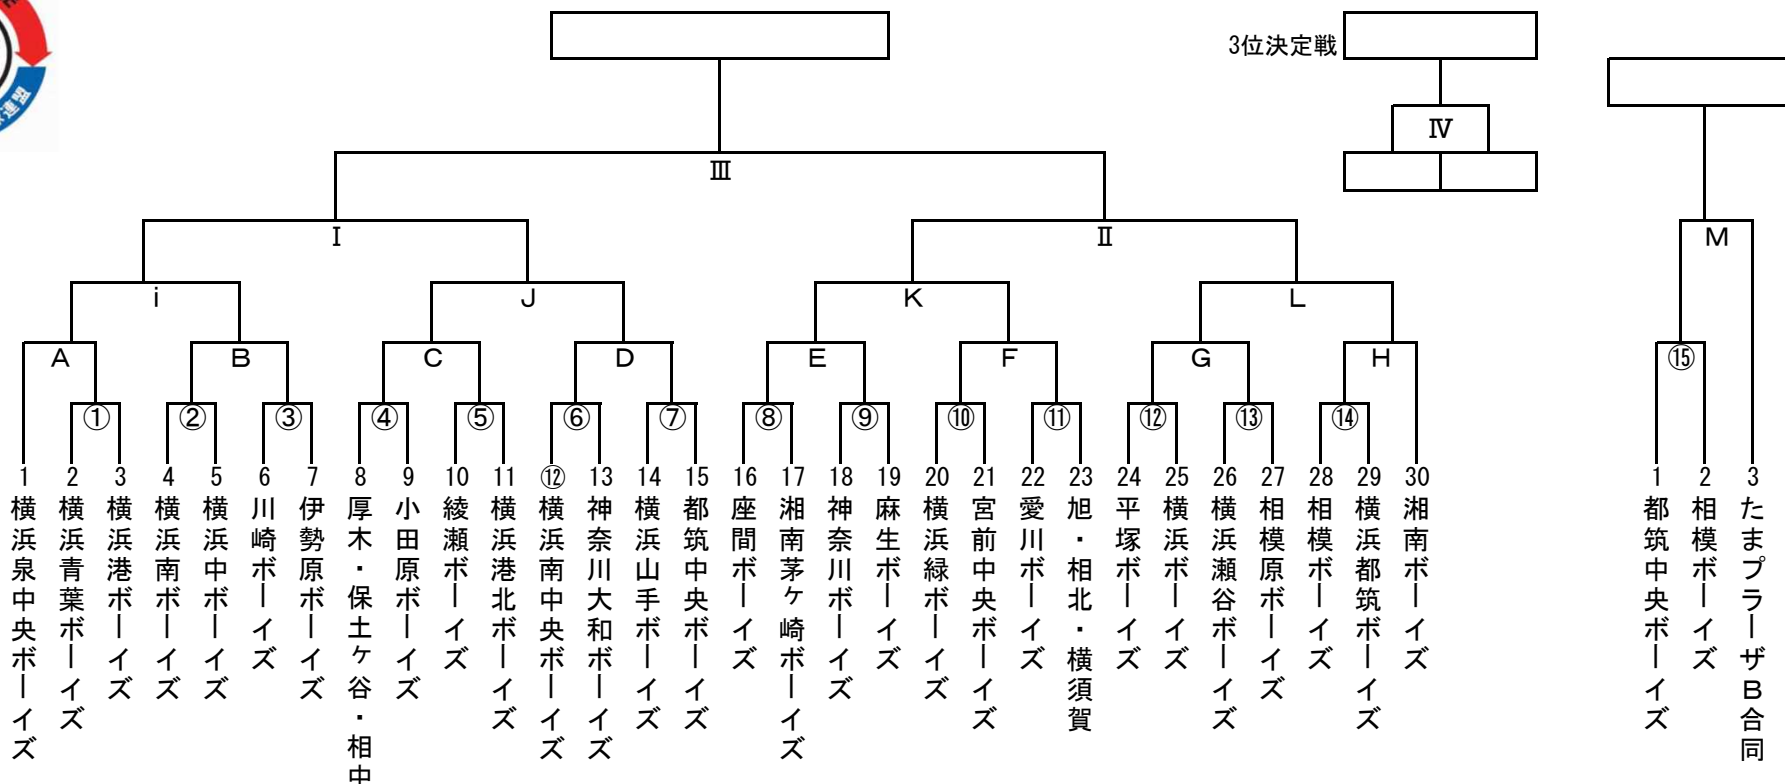 3位決定戦
Ⅳ
Ⅲ
Ⅰ
Ⅱ
M
i
J
K
L
A
B
C
D
E
F
G
H
⑮
①
②
③
④
⑤
⑥
⑦
⑧
⑨
⑩
⑪
⑫
⑬
⑭
1 横浜泉中央ボーイズ
2 横浜青葉ボーイズ
3 横浜港ボーイズ
4 横浜南ボーイズ
5 横浜中ボーイズ
6 川崎ボーイズ
7 伊勢原ボーイズ
8 厚木・保土ヶ谷・相中
9 小田原ボーイズ
10 綾瀬ボーイズ
11 横浜港北ボーイズ
⑫ 横浜南中央ボーイズ
13 神奈川大和ボーイズ
14 横浜山手ボーイズ
15 都筑中央ボーイズ
16 座間ボーイズ
17 湘南茅ケ崎ボーイズ
18 神奈川ボーイズ
19 麻生ボーイズ
20 横浜緑ボーイズ
21 宮前中央ボーイズ
22 愛川ボーイズ
23 旭・相北・横須賀
24 平塚ボーイズ
25 横浜ボーイズ
26 横浜瀬谷ボーイズ
27 相模原ボーイズ
28 相模ボーイズ
29 横浜都筑ボーイズ
30 湘南ボーイズ
1 都筑中央ボーイズ
2 相模ボーイズ
3 たまプラーザB合同
連盟